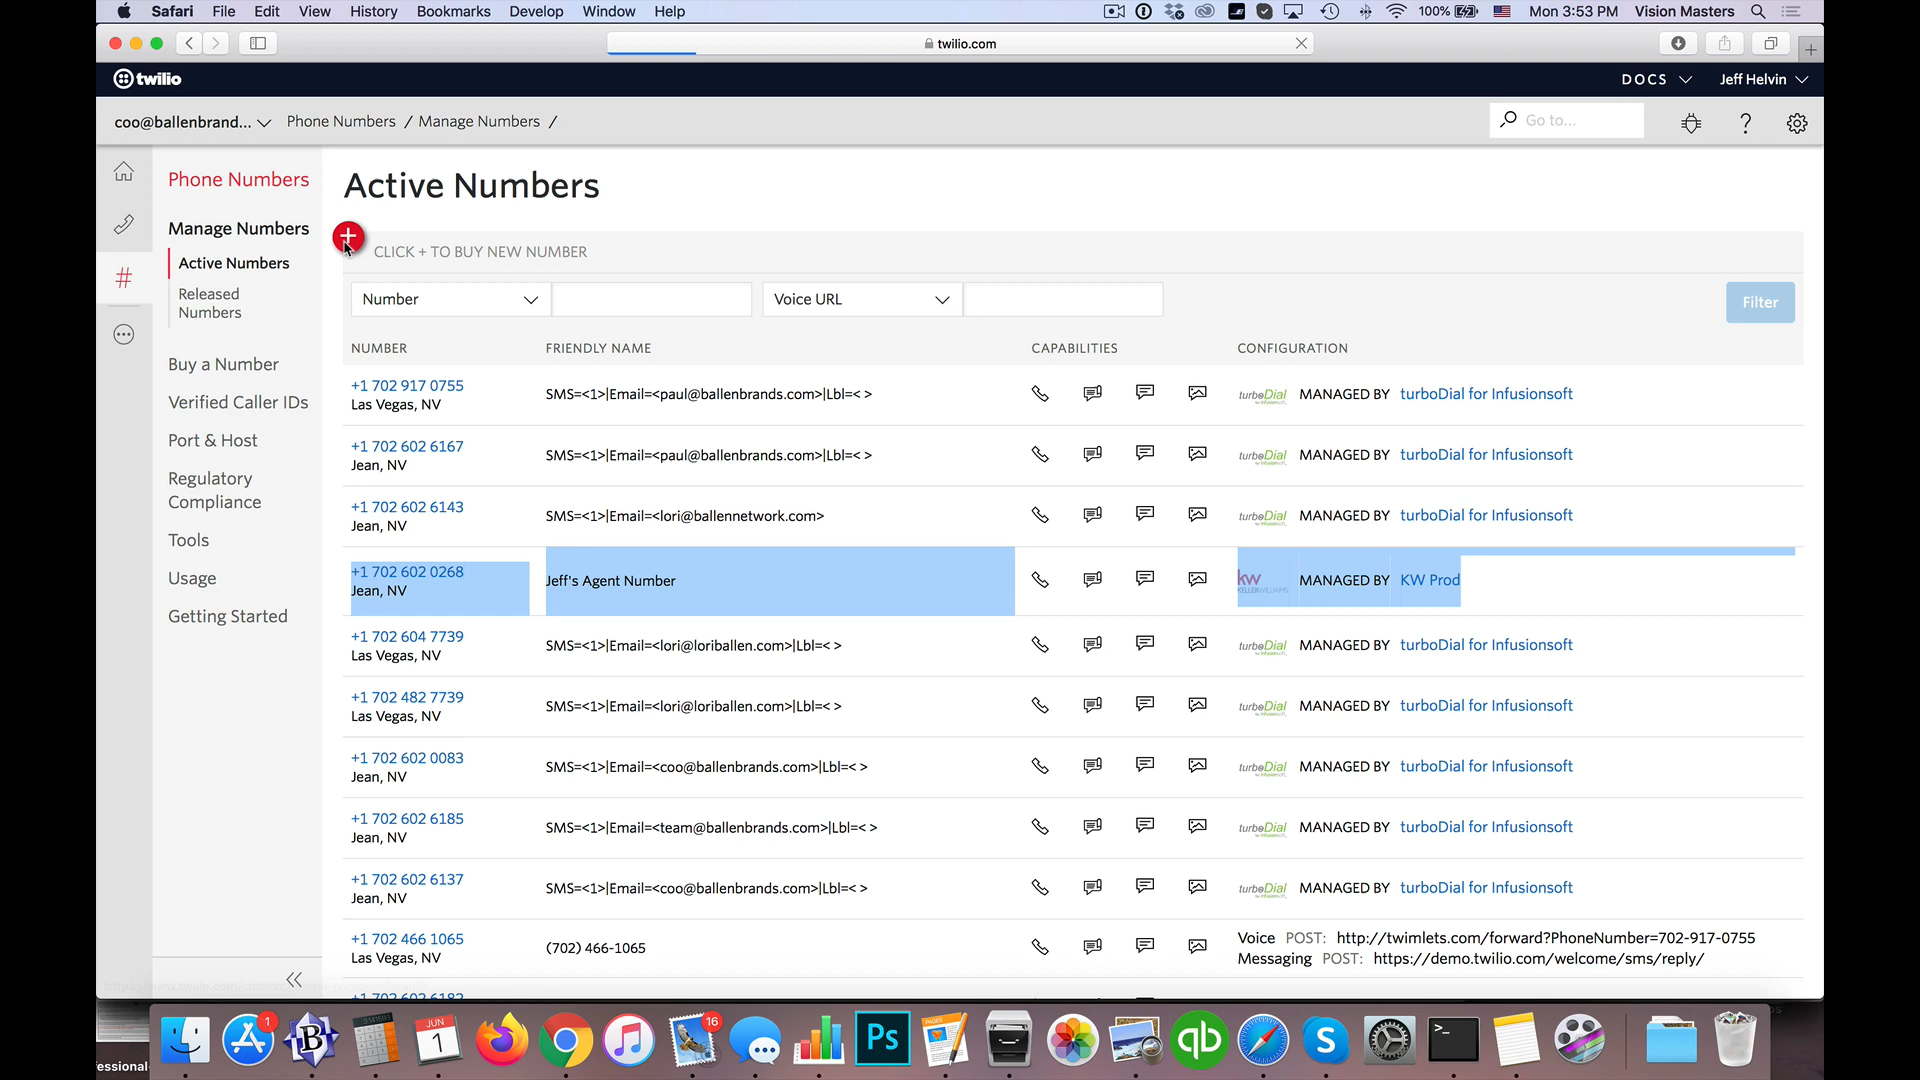 Safari File Edit View History Bookmarks Develop Window Help 100% Mon 3:53 PM Vision Masters
twilio.com
twilio DOCS Jeff Helvin
coo@ballenbrand... Phone Numbers / Manage Numbers / Go to... ?
Phone Numbers
Manage Numbers
Active Numbers
Released
Numbers
Buy a Number
Verified Caller IDs
Port & Host
Regulatory
Compliance
Tools
Usage
Getting Started
Active Numbers
CLICK + TO BUY NEW NUMBER
Number Voice URL Filter
NUMBER FRIENDLY NAME CAPABILITIES CONFIGURATION
+1 702 917 0755
Las Vegas, NV
SMS=<1>|Email=<paul@ballenbrands.com>|Lbl=< > turboDial MANAGED BY turboDial for Infusionsoft
+1 702 602 6167
Jean, NV
SMS=<1>|Email=<paul@ballenbrands.com>|Lbl=< > turboDial MANAGED BY turboDial for Infusionsoft
+1 702 602 6143
Jean, NV
SMS=<1>|Email=<lori@ballennetwork.com> turboDial MANAGED BY turboDial for Infusionsoft
+1 702 602 0268
Jean, NV
Jeff's Agent Number kw KELLERWILLIAMS. MANAGED BY KW Prod
+1 702 604 7739
Las Vegas, NV
SMS=<1>|Email=<lori@loriballen.com>|Lbl=< > turboDial MANAGED BY turboDial for Infusionsoft
+1 702 482 7739
Las Vegas, NV
SMS=<1>|Email=<lori@loriballen.com>|Lbl=< > turboDial MANAGED BY turboDial for Infusionsoft
+1 702 602 0083
Jean, NV
SMS=<1>|Email=<coo@ballenbrands.com>|Lbl=< > turboDial MANAGED BY turboDial for Infusionsoft
+1 702 602 6185
Jean, NV
SMS=<1>|Email=<team@ballenbrands.com>|Lbl=< > turboDial MANAGED BY turboDial for Infusionsoft
+1 702 602 6137
Jean, NV
SMS=<1>|Email=<coo@ballenbrands.com>|Lbl=< > turboDial MANAGED BY turboDial for Infusionsoft
+1 702 466 1065
Las Vegas, NV
(702) 466-1065
Voice POST: http://twimlets.com/forward?PhoneNumber=702-917-0755
Messaging POST: https://demo.twilio.com/welcome/sms/reply/
+1 702 602 6182
1 JUN 1 16 Ps PAGES qb S
essional